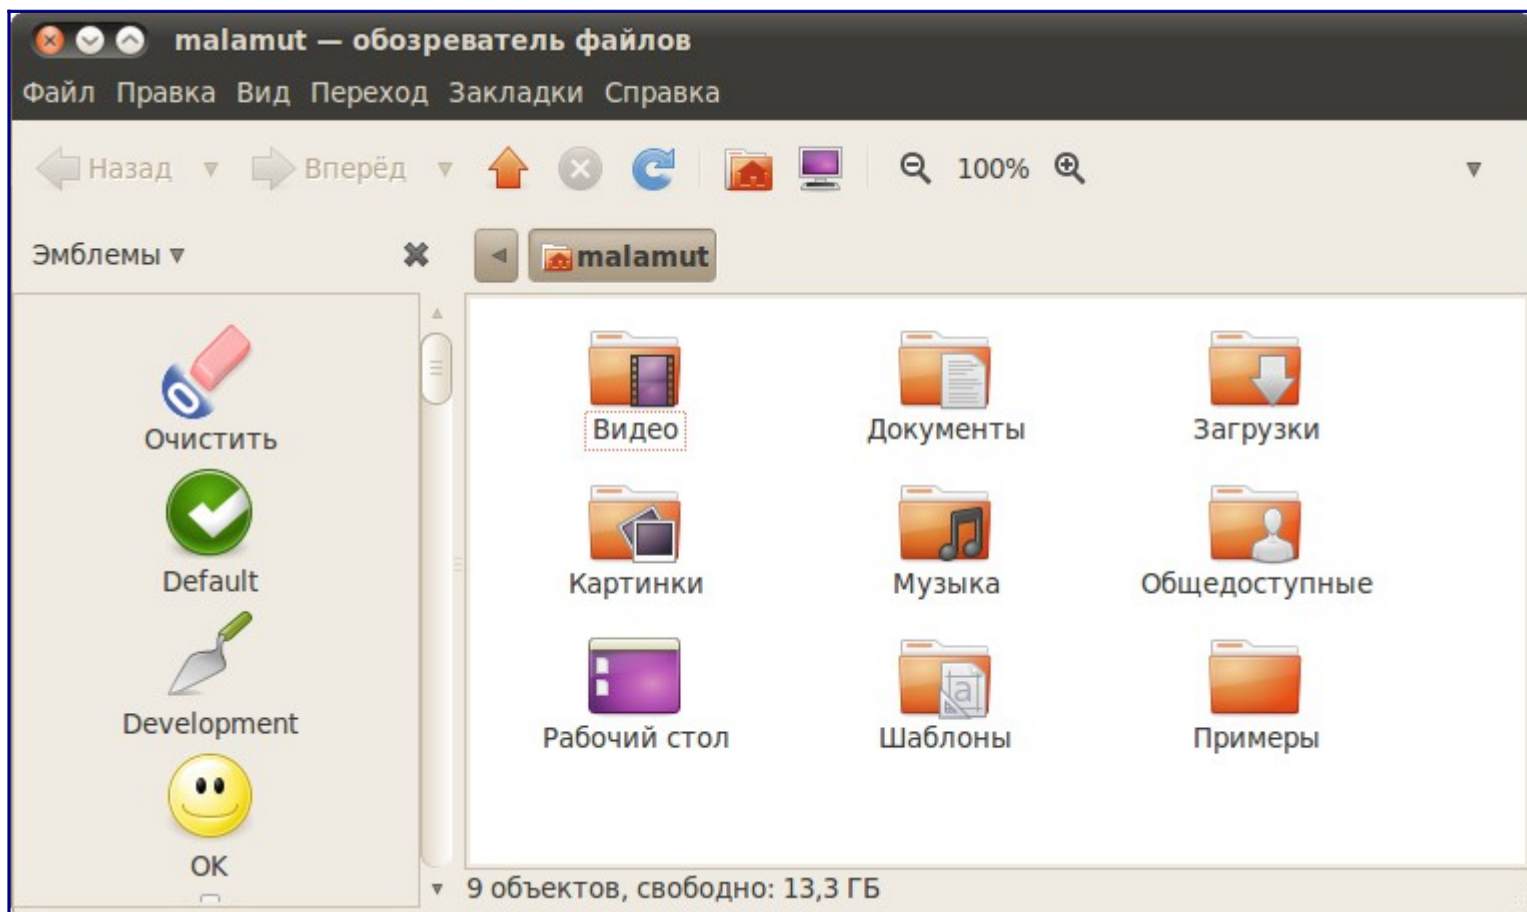 malamut — обозреватель файлов
Файл Правка Вид Переход Закладки Справка
Назад Вперёд 100%
Эмблемы malamut
Очистить
Default
Development
OK
Видео Документы Загрузки
Картинки Музыка Общедоступные
Рабочий стол Шаблоны Примеры
9 объектов, свободно: 13,3 ГБ